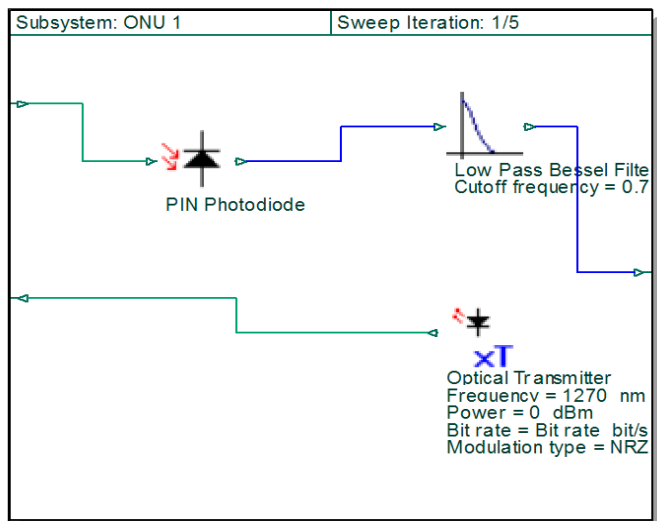 Subsystem: ONU 1
Sweep Iteration: 1/5
PIN Photodiode
Low Pass Bessel Filte
Cutoff frequency = 0.7
xT
Optical Transmitter
Frequency = 1270 nm
Power = 0 dBm
Bit rate = Bit rate bit/s
Modulation type = NRZ